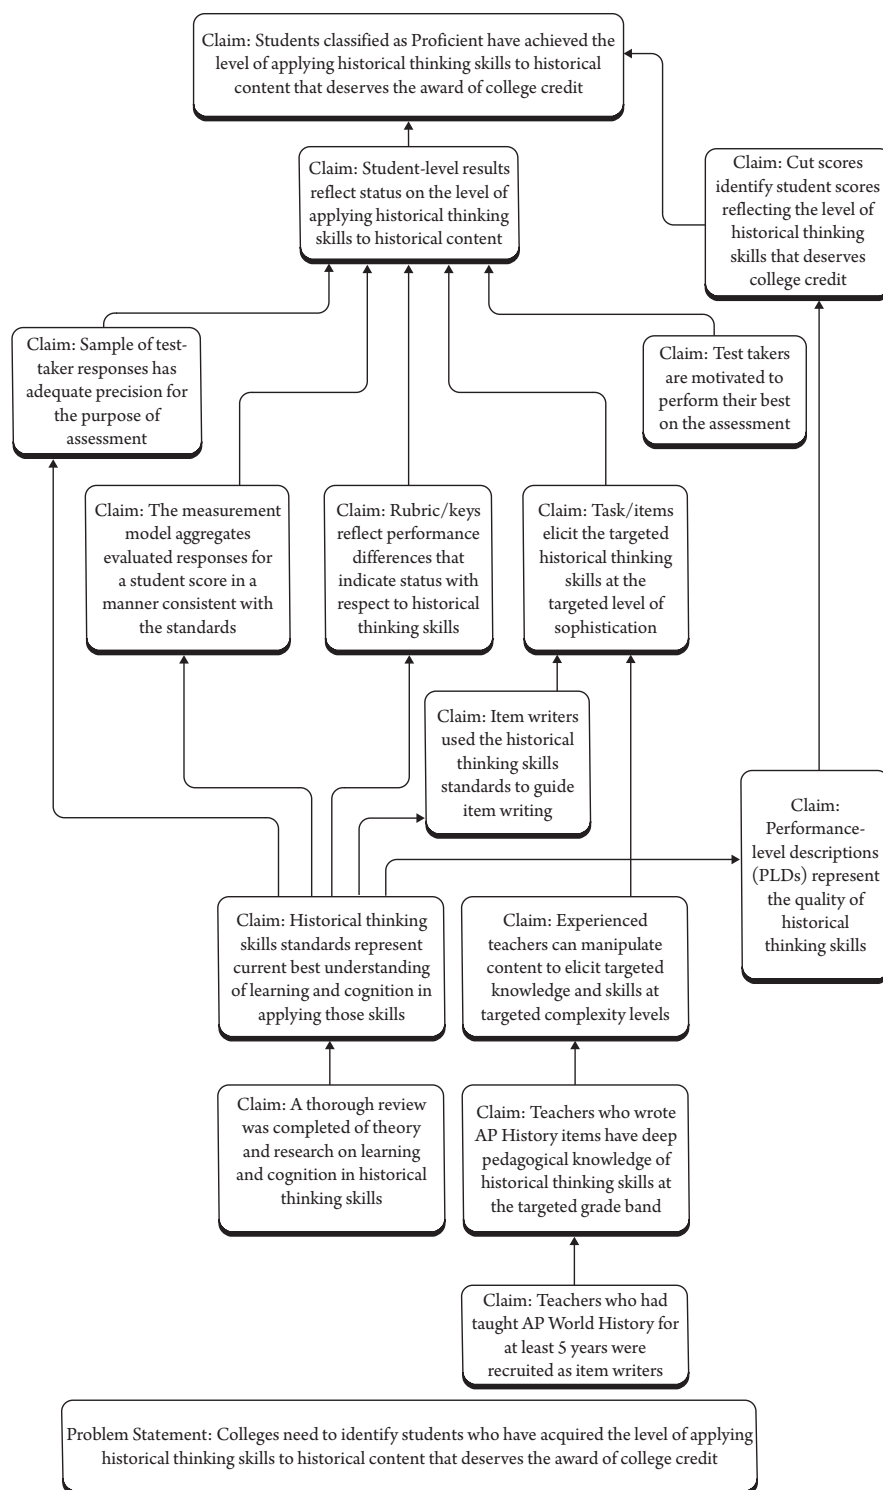 Claim: Students classified as Proficient have achieved the
level of applying historical thinking skills to historical
content that deserves the award of college credit
Claim: Student-level results
reflect status on the level of
applying historical thinking
skills to historical content
Claim: Cut scores
identify student scores
reflecting the level of
historical thinking
skills that deserves
college credit
Claim: Sample of test-
taker responses has
adequate precision for
the purpose of
assessment
Claim: Test takers
are motivated to
perform their best
on the assessment
Claim: The measurement
model aggregates
evaluated responses for
a student score in a
manner consistent with
the standards
Claim: Rubric/keys
reflect performance
differences that
indicate status with
respect to historical
thinking skills
Claim: Task/items
elicit the targeted
historical thinking
skills at the
targeted level of
sophistication
Claim: Item writers
used the historical
thinking skills
standards to guide
item writing
Claim:
Performance-
level descriptions
(PLDs) represent
the quality of
historical
thinking skills
Claim: Historical thinking
skills standards represent
current best understanding
of learning and cognition in
applying those skills
Claim: Experienced
teachers can manipulate
content to elicit targeted
knowledge and skills at
targeted complexity levels
Claim: A thorough review
was completed of theory
and research on learning
and cognition in historical
thinking skills
Claim: Teachers who wrote
AP History items have deep
pedagogical knowledge of
historical thinking skills at
the targeted grade band
Claim: Teachers who had
taught AP World History for
at least 5 years were
recruited as item writers
Problem Statement: Colleges need to identify students who have acquired the level of applying
historical thinking skills to historical content that deserves the award of college credit